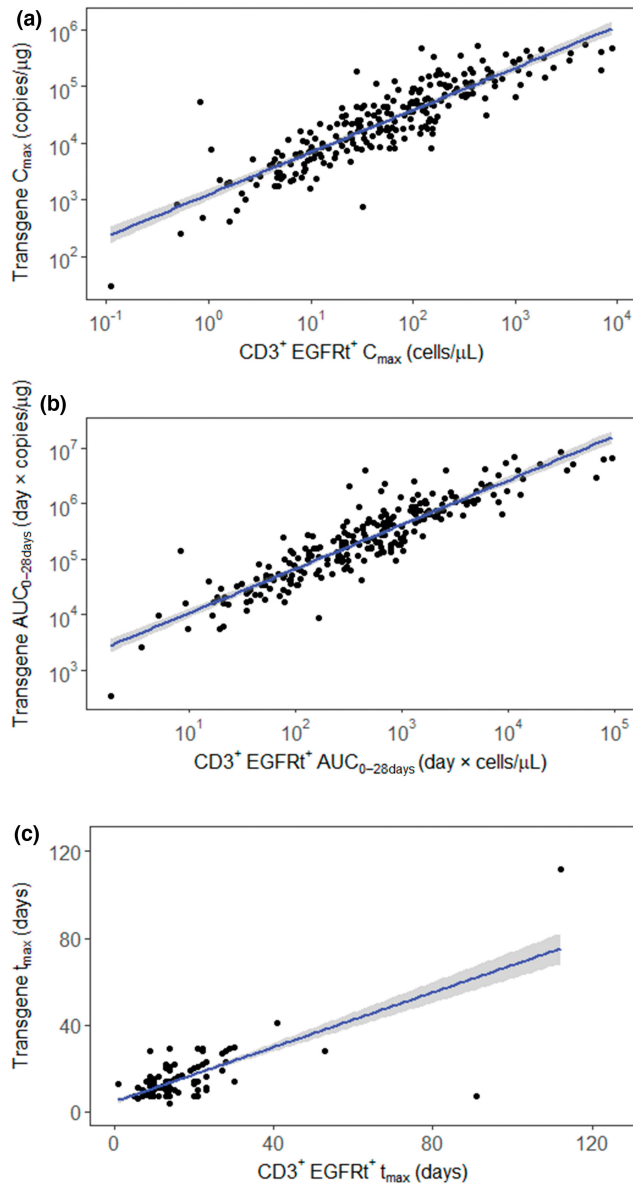 (a)
Transgene C_max (copies/μg)
10^6
10^5
10^4
10^3
10^2
10^-1 10^0 10^1 10^2 10^3 10^4
CD3^+ EGFRt^+ C_max (cells/μL)
(b)
Transgene AUC_0–28days (day × copies/μg)
10^7
10^6
10^5
10^4
10^3
10^1 10^2 10^3 10^4 10^5
CD3^+ EGFRt^+ AUC_0–28days (day × cells/μL)
(c)
Transgene t_max (days)
120
80
40
0
0 40 80 120
CD3^+ EGFRt^+ t_max (days)